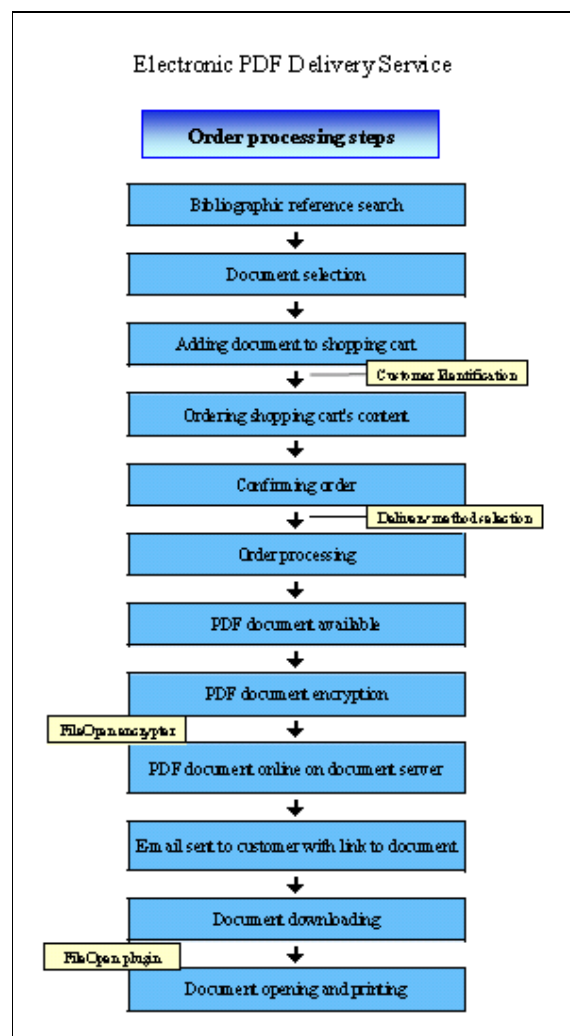 Electronic PDF Delivery Service
Order processing steps
Bibliographic reference search
Document selection
Adding document to shopping cart
Customer Identification
Ordering shopping cart's content
Confirming order
Delivery method selection
Order processing
PDF document available
PDF document encryption
FileOpen encrypter
PDF document online on document server
Email sent to customer with link to document
Document downloading
FileOpen plugin
Document opening and printing